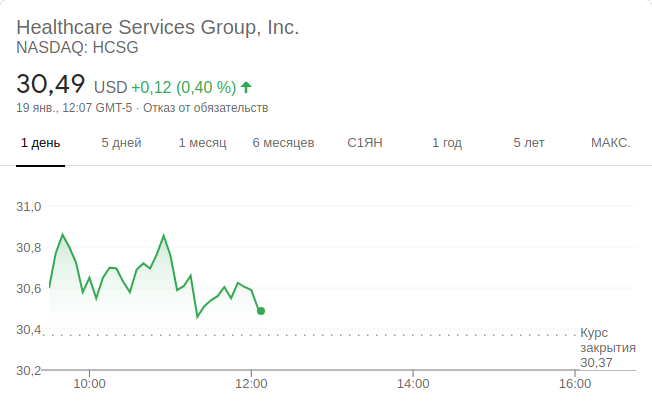 Healthcare Services Group, Inc.
NASDAQ: HCSG
30,49 USD +0,12 (0,40 %)
19 янв., 12:07 GMT-5 · Отказ от обязательств
1 день 5 дней 1 месяц 6 месяцев С1ЯН 1 год 5 лет МАКС.
31,0
30,8
30,6
30,4
Курс
закрытия
30,37
30,2
10:00 12:00 14:00 16:00